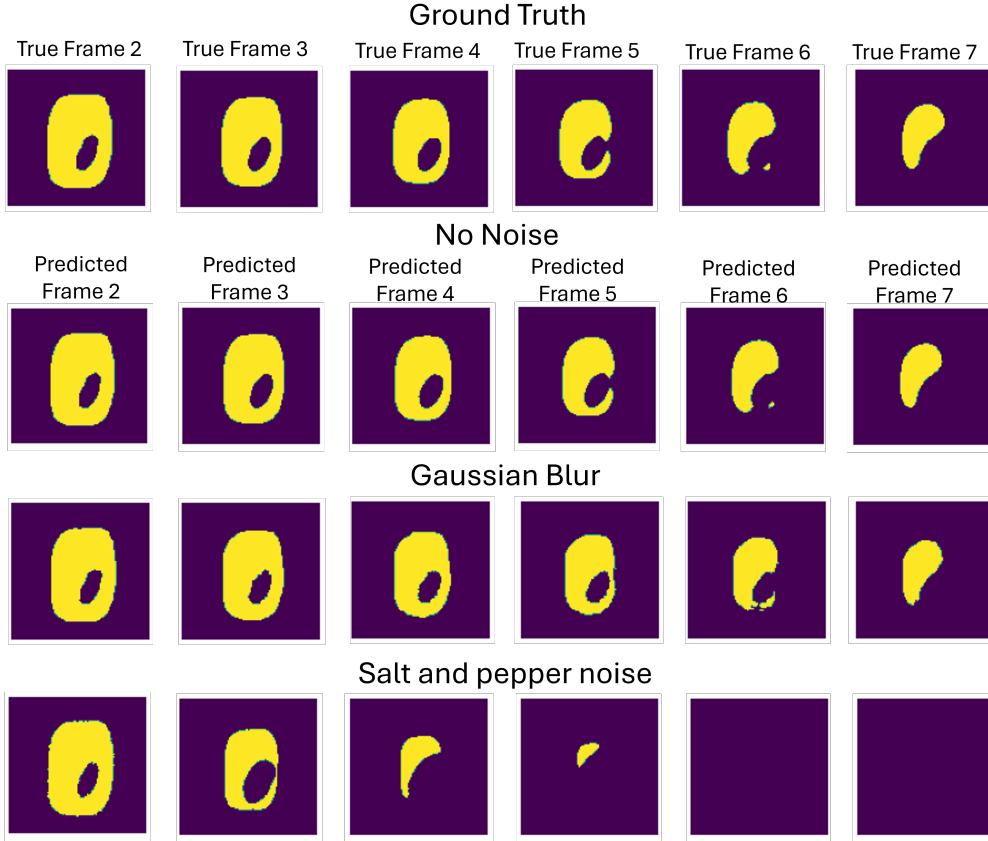 Ground Truth
True Frame 2
True Frame 3
True Frame 4
True Frame 5
True Frame 6
True Frame 7
No Noise
Predicted
Frame 2
Predicted
Frame 3
Predicted
Frame 4
Predicted
Frame 5
Predicted
Frame 6
Predicted
Frame 7
Gaussian Blur
Salt and pepper noise